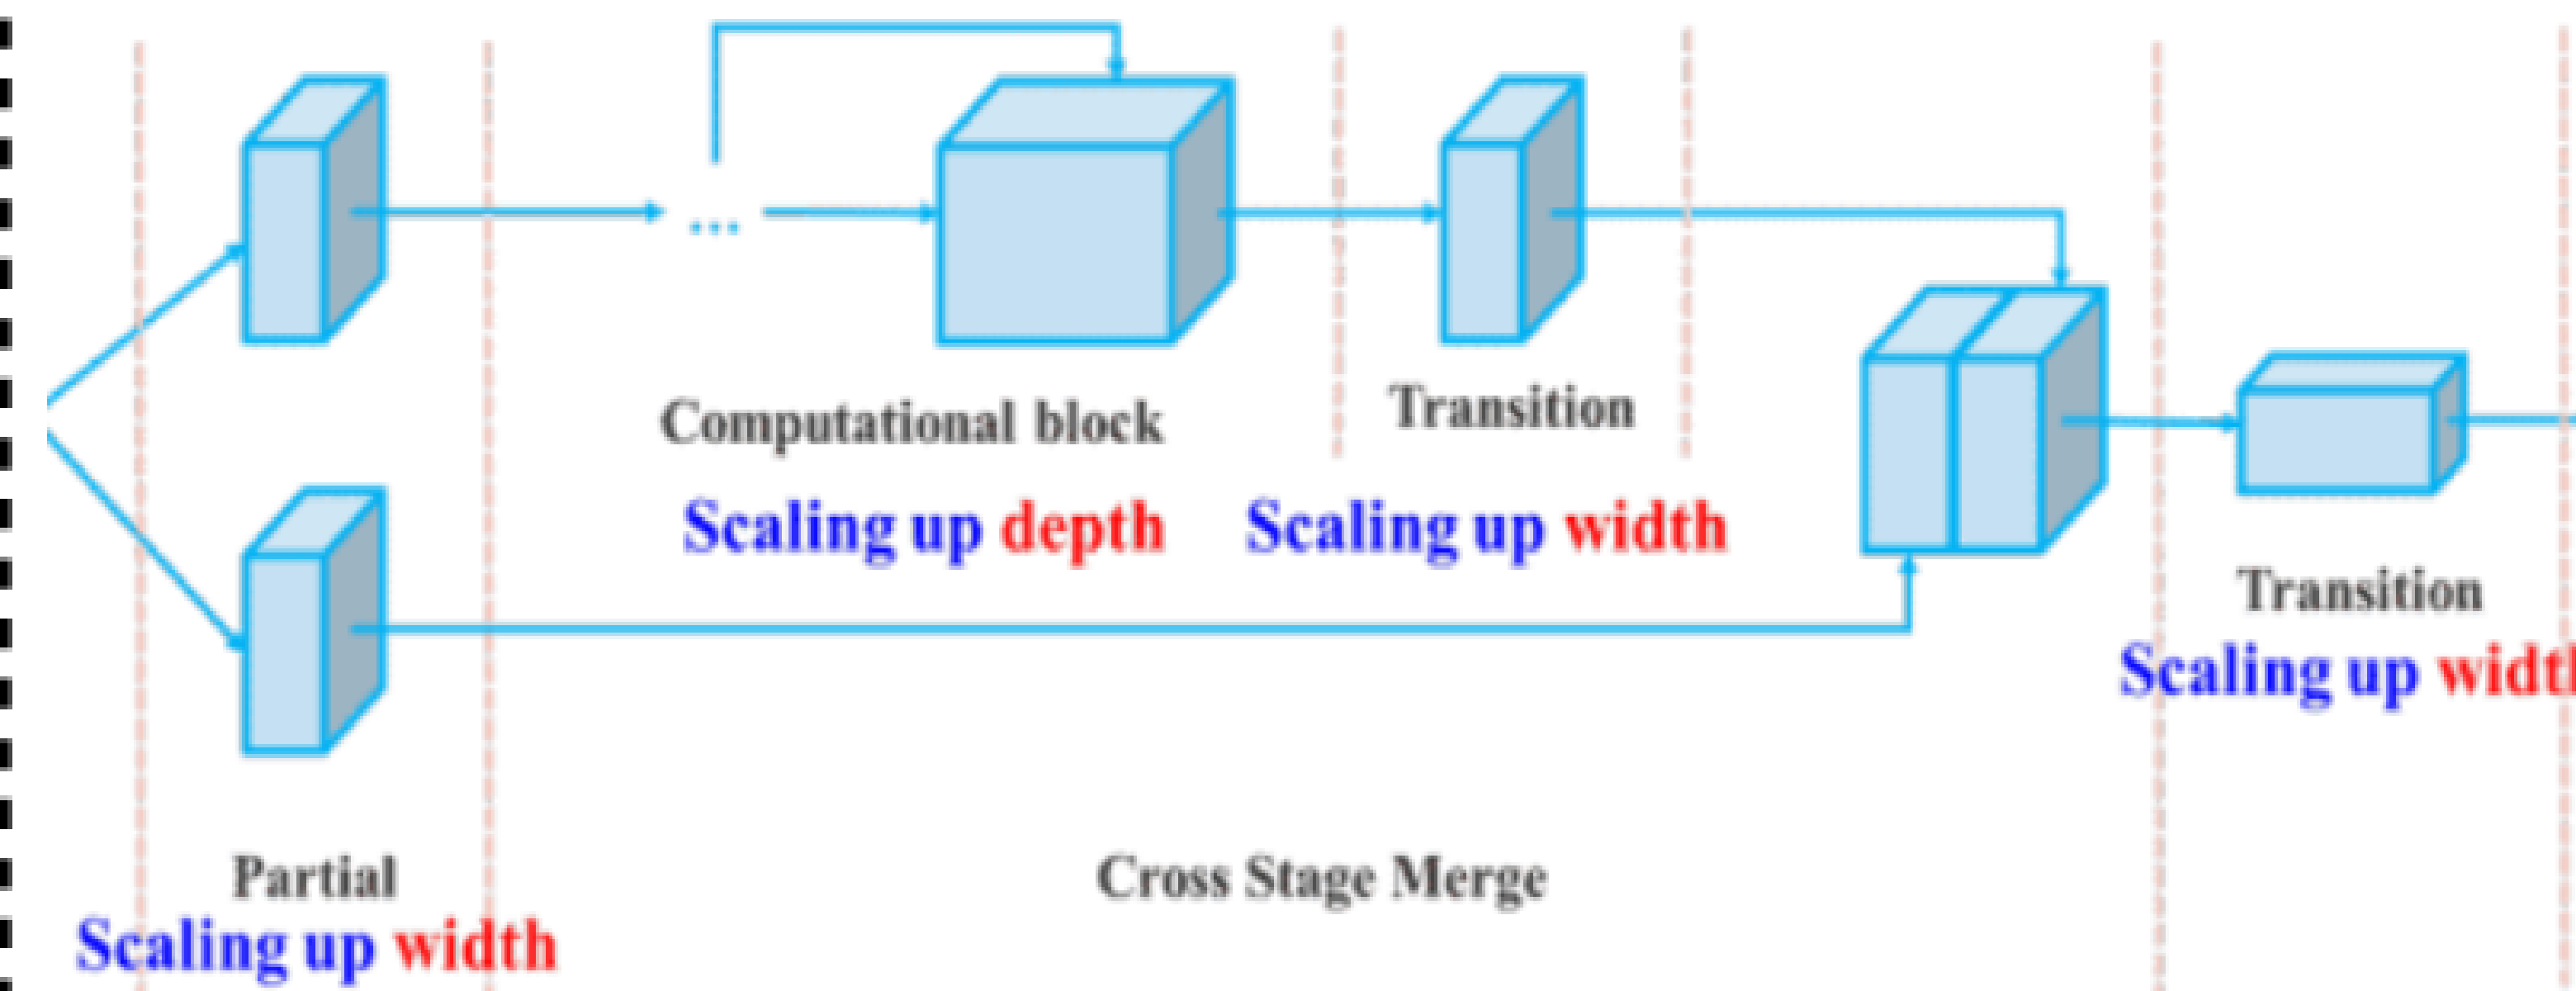 ...
Computational block
Transition
Scaling up depth
Scaling up width
Transition
Scaling up widt
Partial
Cross Stage Merge
Scaling up width